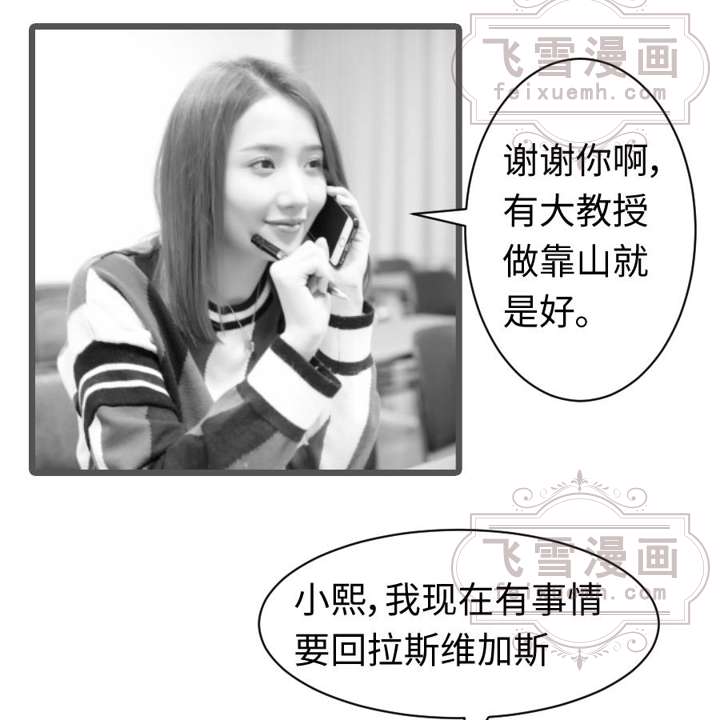 飞雪漫画
feixuemh.com
谢谢你啊,
有大教授
做靠山就
是好。
飞雪漫画
feixuemh.com
小熙,我现在有事情
要回拉斯维加斯